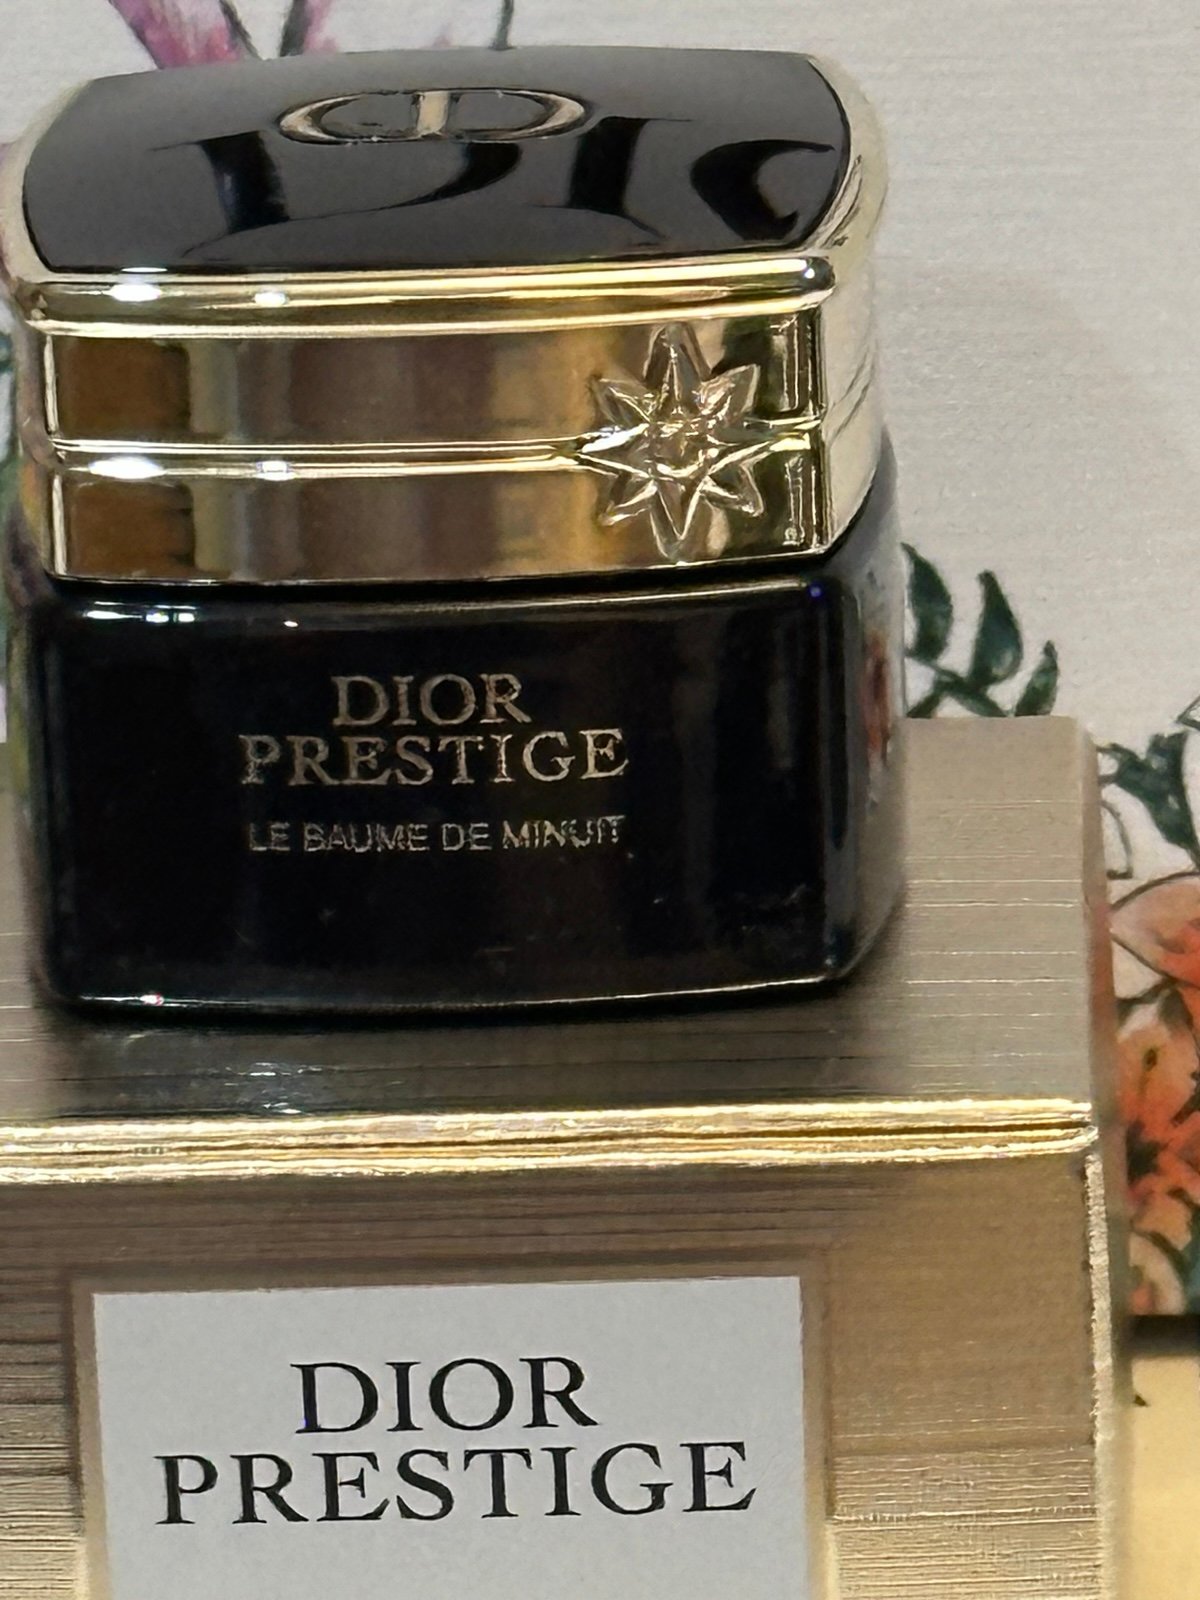 DIOR
PRESTIGE
LE BAUME DE MINUIT
DIOR
PRESTIGE